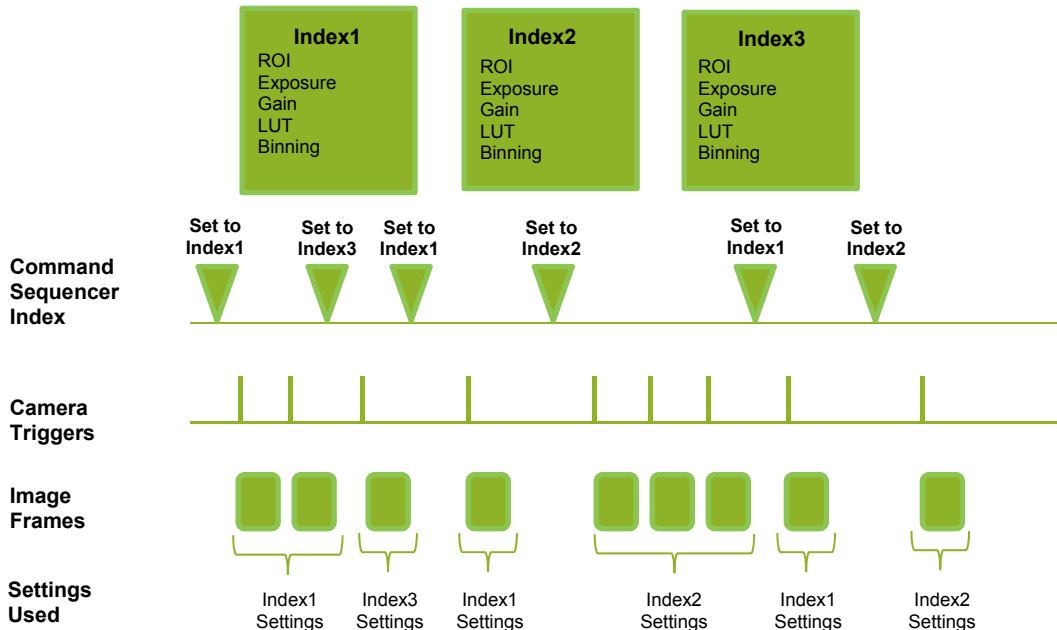 Index1
ROI
Exposure
Gain
LUT
Binning
Index2
ROI
Exposure
Gain
LUT
Binning
Index3
ROI
Exposure
Gain
LUT
Binning
Set to
Index1
Set to
Index3
Set to
Index1
Set to
Index2
Set to
Index1
Set to
Index2
Command
Sequencer
Index
Camera
Triggers
Image
Frames
Settings
Used
Index1
Settings
Index3
Settings
Index1
Settings
Index2
Settings
Index1
Settings
Index2
Settings